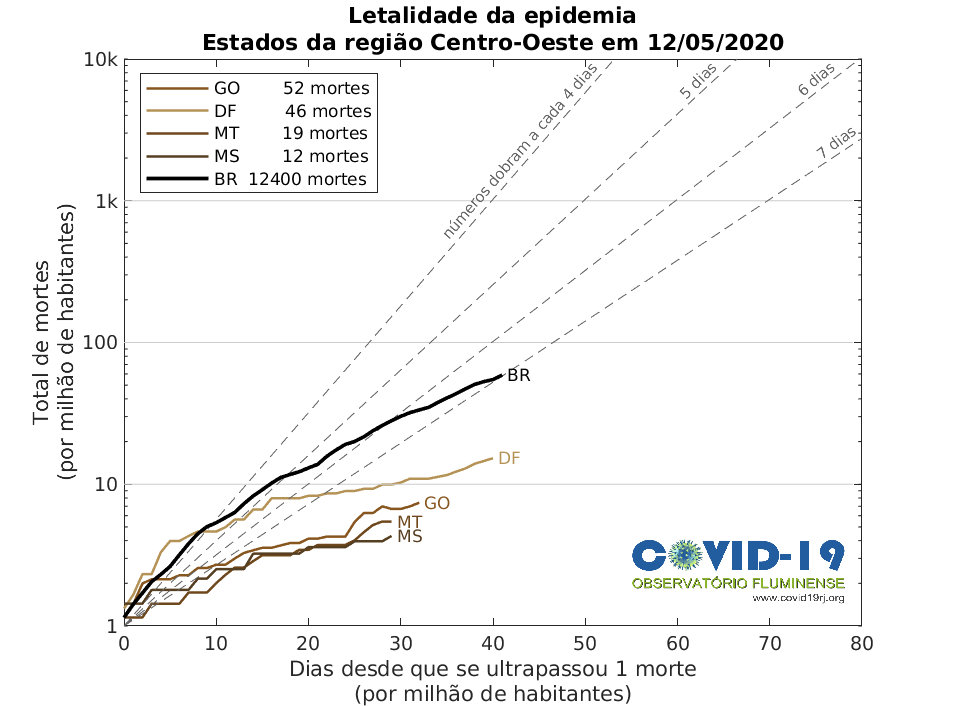 Letalidade da epidemia
Estados da região Centro-Oeste em 12/05/2020
10k
1k
100
10
1
Total de mortes
(por milhão de habitantes)
GO 52 mortes
DF 46 mortes
MT 19 mortes
MS 12 mortes
BR 12400 mortes
números dobram a cada 4 dias
5 dias
6 dias
7 dias
BR
DF
GO
MT
MS
COVID-19
OBSERVATÓRIO FLUMINENSE
www.covid19rj.org
0 10 20 30 40 50 60 70 80
Dias desde que se ultrapassou 1 morte
(por milhão de habitantes)